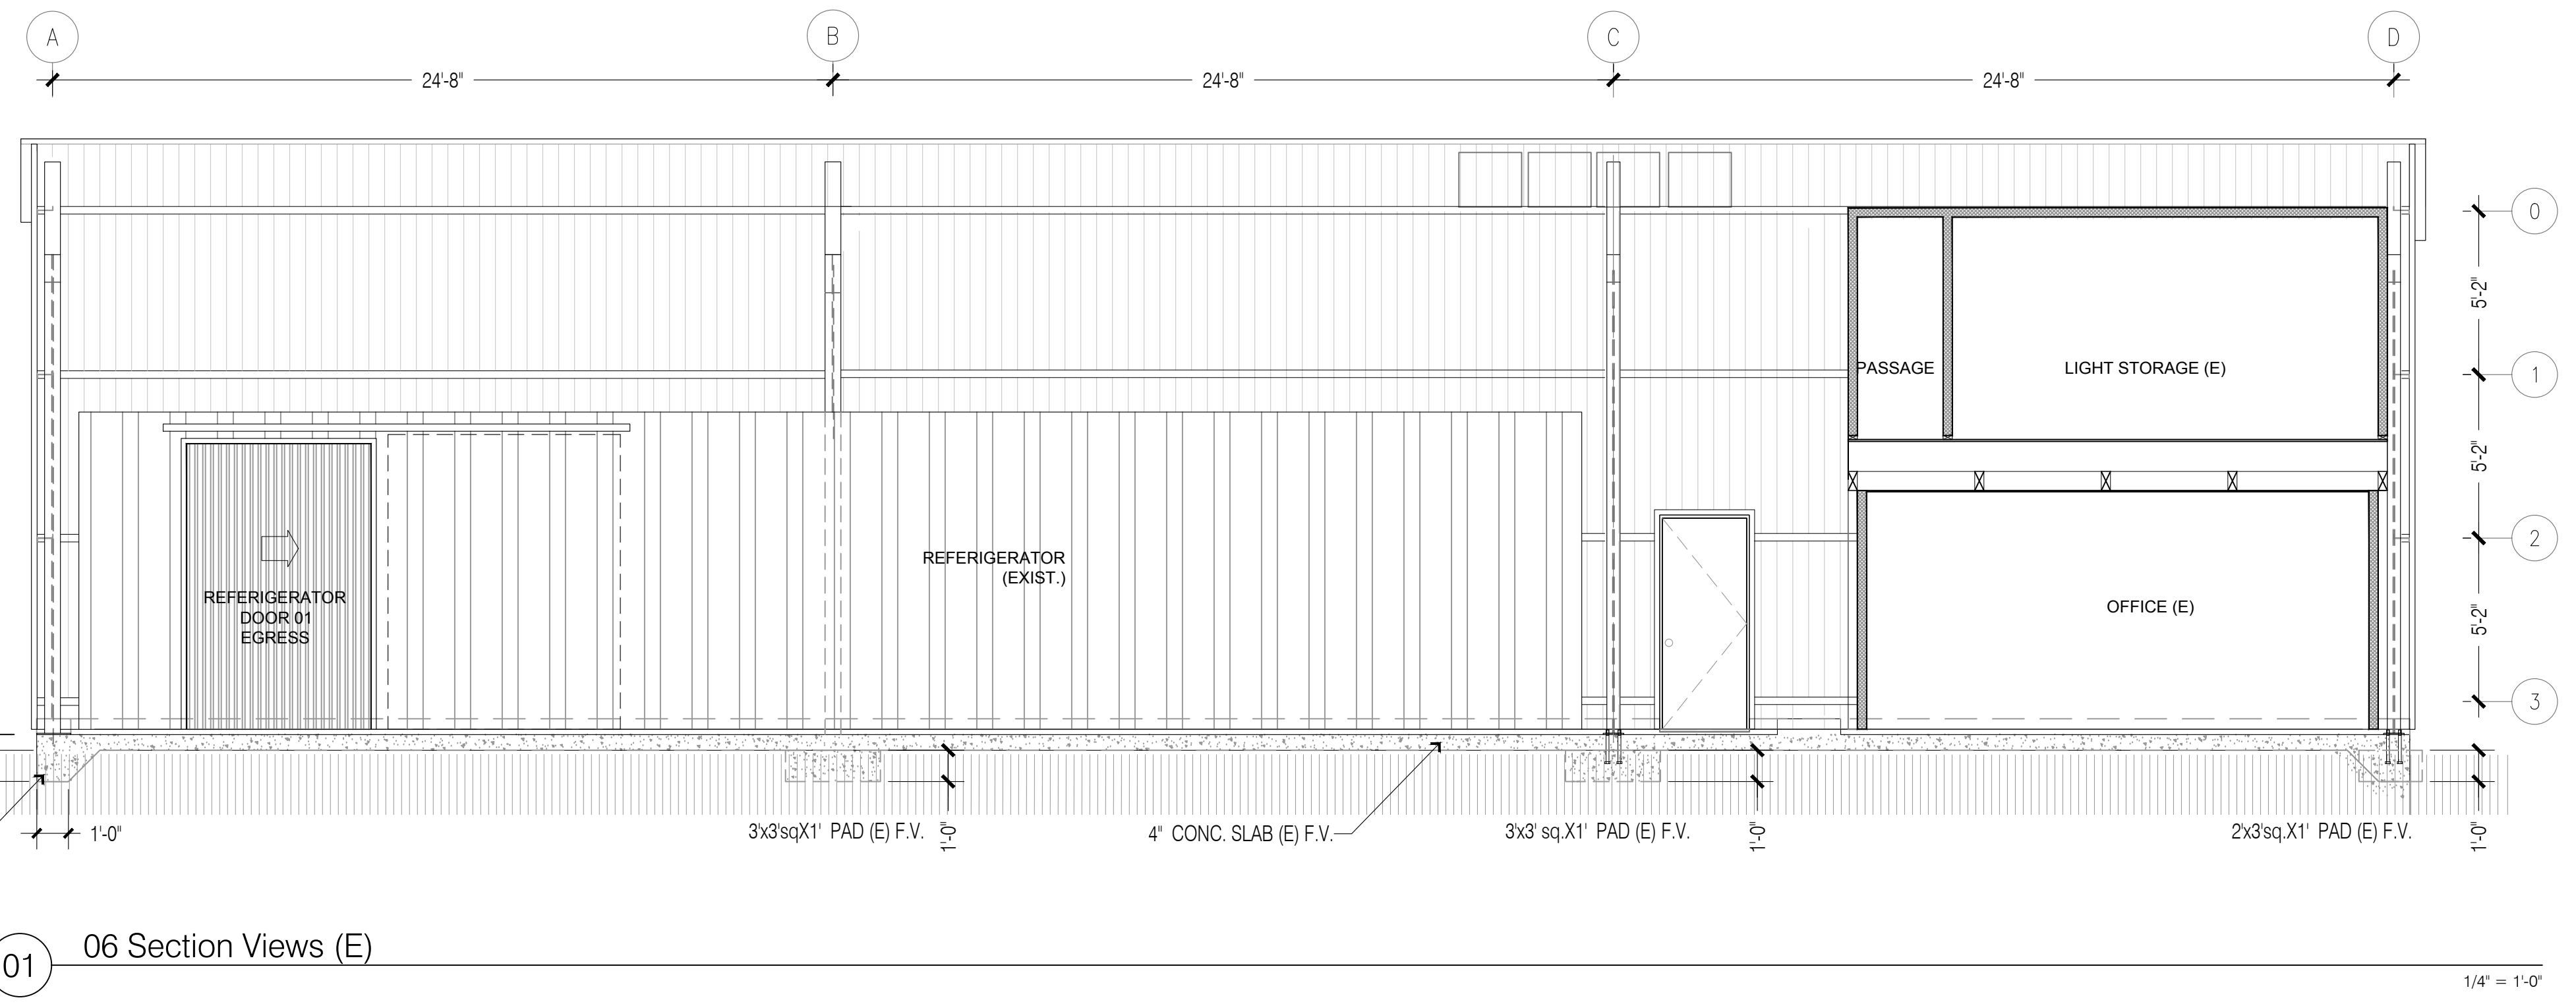 A
B
C
D
24'-8"
24'-8"
24'-8"
0
5'-2"
PASSAGE
LIGHT STORAGE (E)
1
5'-2"
2
REFERIGERATOR
(EXIST.)
REFERIGERATOR
DOOR 01
EGRESS
OFFICE (E)
5'-2"
3
1'-0"
3'x3'sqX1' PAD (E) F.V.
1'-0"
4" CONC. SLAB (E) F.V.
3'x3' sq.X1' PAD (E) F.V.
1'-0"
2'x3'sq.X1' PAD (E) F.V.
1'-0"
01
06 Section Views (E)
1/4" = 1'-0"